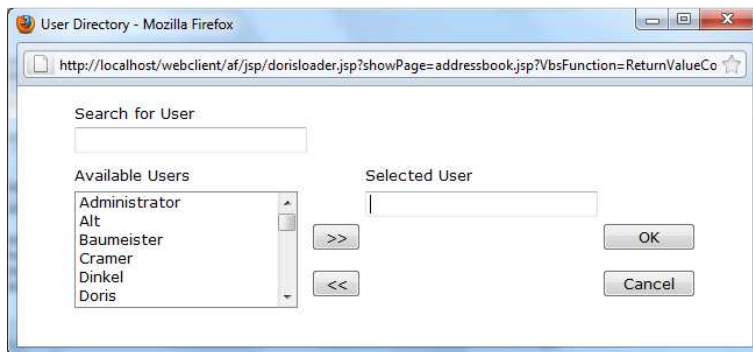 User Directory - Mozilla Firefox
http://localhost/webclient/af/jsp/dorisloader.jsp?showPage=addressbook.jsp?VbsFunction=ReturnValueCo
Search for User
Available Users
Selected User
Administrator
Alt
Baumeister
Cramer
Dinkel
Doris
>>
<<
OK
Cancel